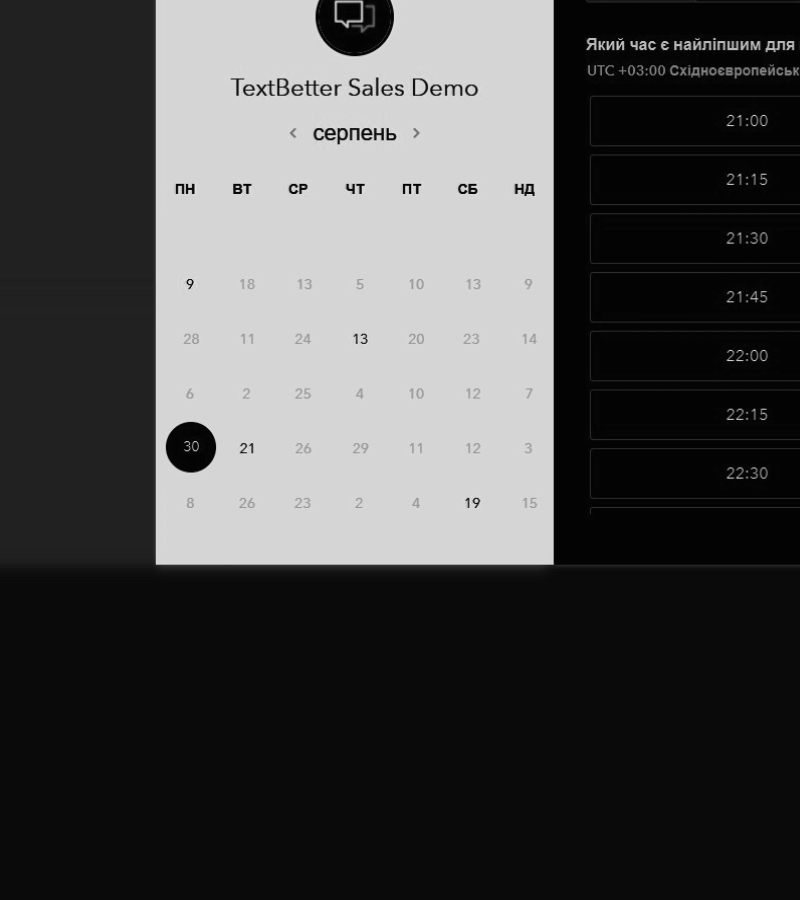 TextBetter Sales Demo
< серпень >
ПН ВТ СР ЧТ ПТ СБ НД
9 18 13 5 10 13 9
28 11 24 13 20 23 14
6 2 25 4 10 12 7
30 21 26 29 11 12 3
8 26 23 2 4 19 15
Який час є найліпшим для
UTC +03:00 Східноєвропейськ
21:00
21:15
21:30
21:45
22:00
22:15
22:30